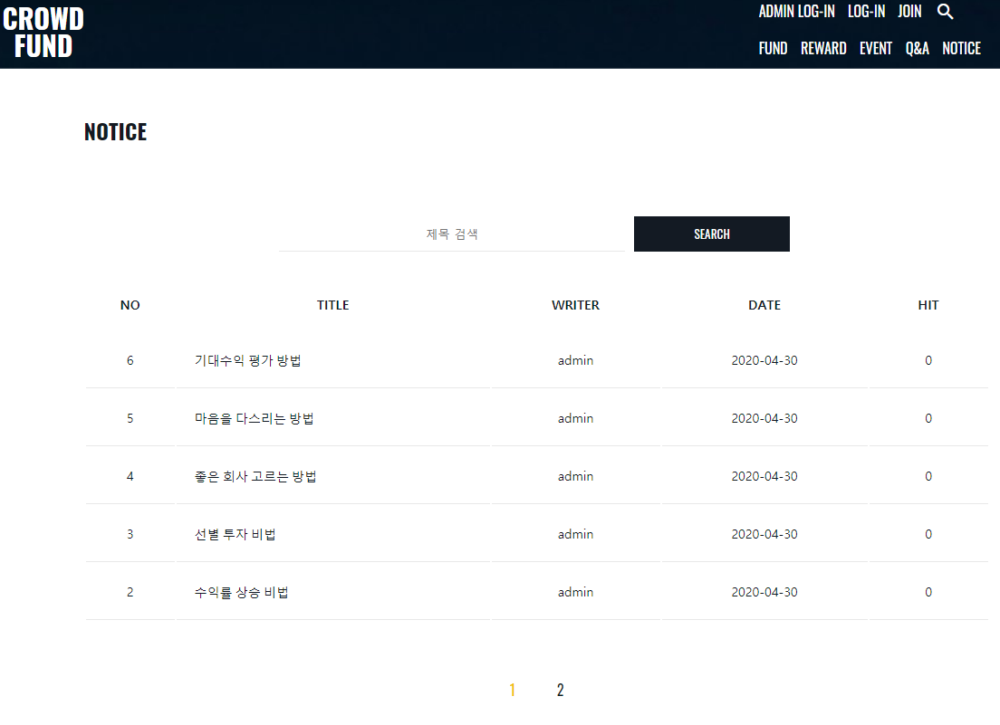 CROWD
FUND
ADMIN LOG-IN LOG-IN JOIN
FUND REWARD EVENT Q&A NOTICE
NOTICE
제목 검색 SEARCH
NO TITLE WRITER DATE HIT
6 기대수익 평가 방법 admin 2020-04-30 0
5 마음을 다스리는 방법 admin 2020-04-30 0
4 좋은 회사 고르는 방법 admin 2020-04-30 0
3 선별 투자 비법 admin 2020-04-30 0
2 수익률 상승 비법 admin 2020-04-30 0
1 2